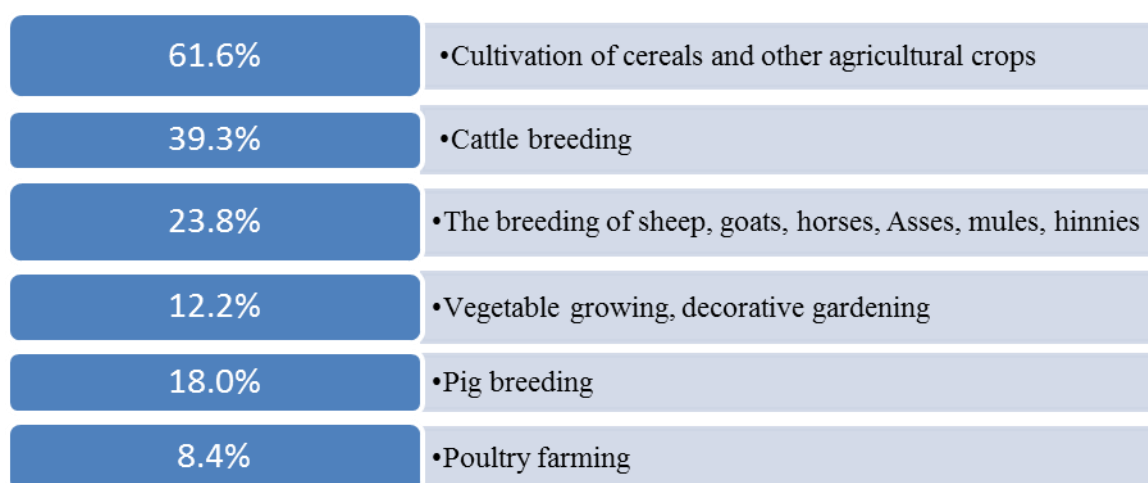 61.6% •Cultivation of cereals and other agricultural crops
39.3% •Cattle breeding
23.8% •The breeding of sheep, goats, horses, Asses, mules, hinnies
12.2% •Vegetable growing, decorative gardening
18.0% •Pig breeding
8.4% •Poultry farming